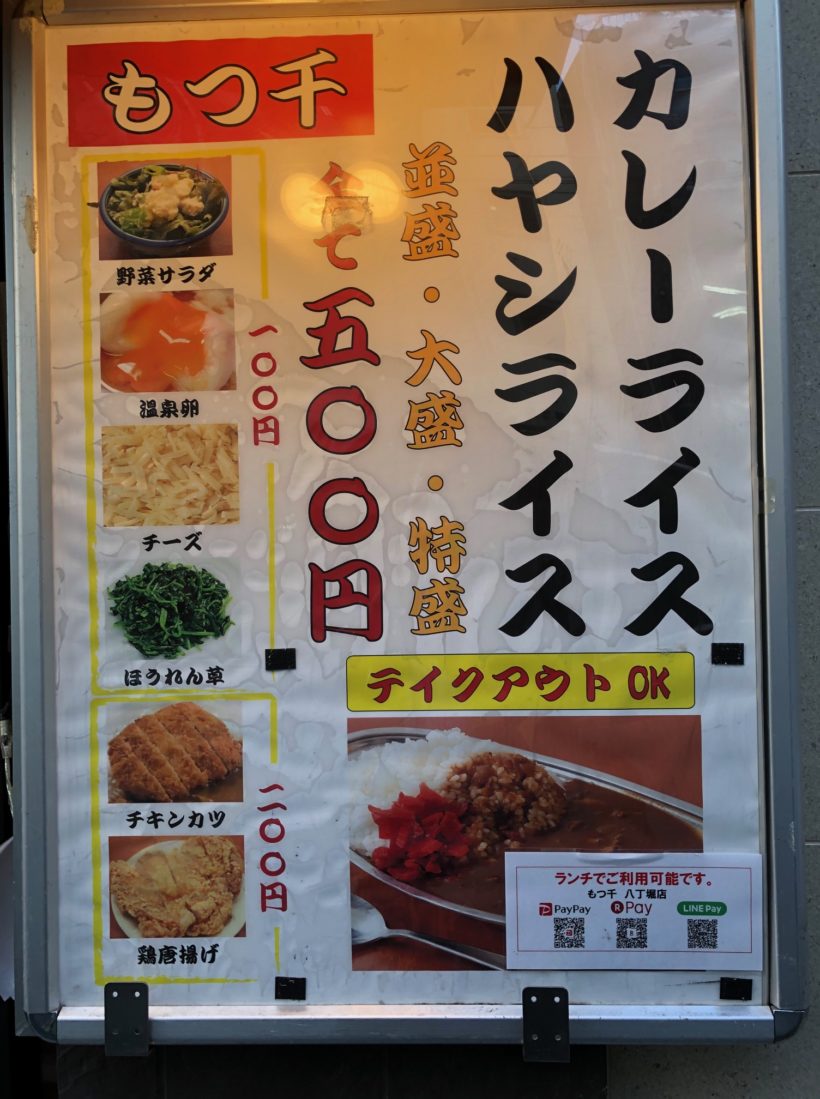 カレーライス
ハヤシライス
並盛・大盛・特盛
全て五〇〇円
もつ千
野菜サラダ
温泉卵
チーズ
ほうれん草
一〇〇円
チキンカツ
鶏唐揚げ
二〇〇円
テイクアウト OK
ランチでご利用可能です。
もつ千 八丁堀店
PayPay R Pay LINE Pay